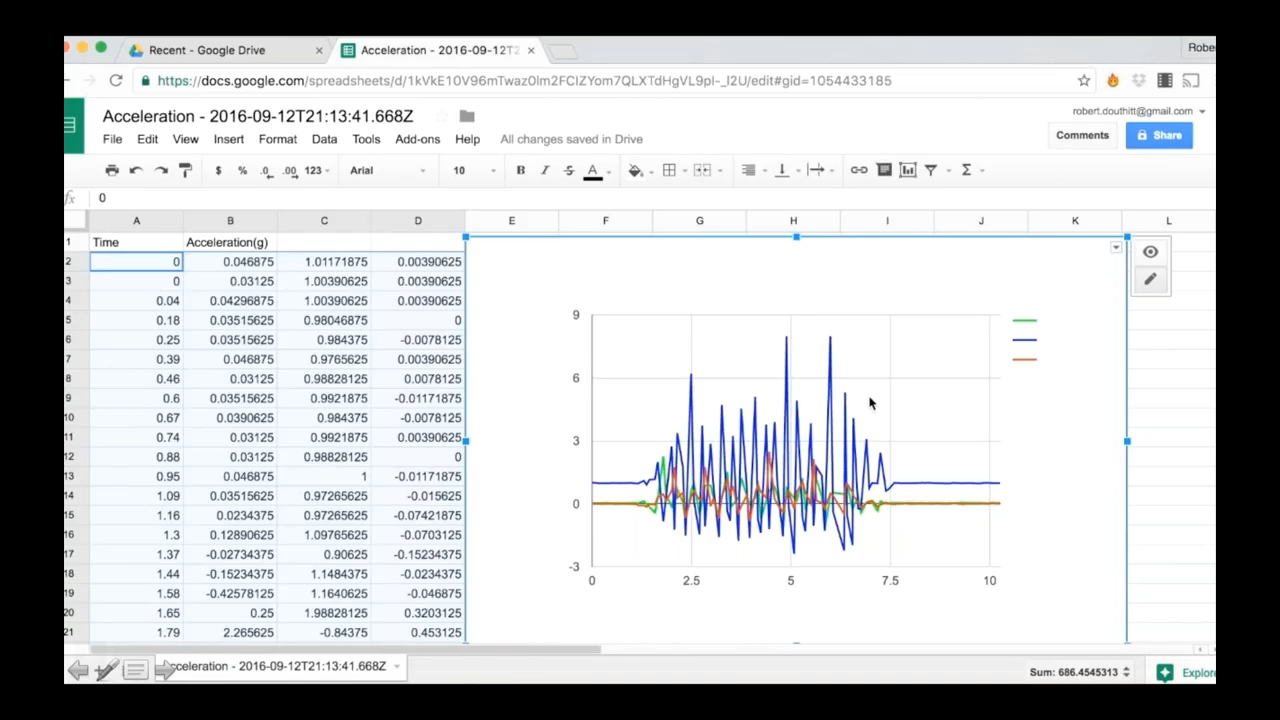 Recent - Google Drive × Acceleration - 2016-09-12T2 × Rober
https://docs.google.com/spreadsheets/d/1kVkE10V96mTwaz0lm2FCIZYom7QLXTdHgVL9pI-_l2U/edit#gid=1054433185
Acceleration - 2016-09-12T21:13:41.668Z robert.douthitt@gmail.com
File Edit View Insert Format Data Tools Add-ons Help All changes saved in Drive Comments Share
$ % .0 .00 123 Arial 10 B I S A Σ
fx 0
A B C D E F G H I J K L
1 Time Acceleration(g)
2 0 0.046875 1.01171875 0.00390625
3 0 0.03125 1.00390625 0.00390625
4 0.04 0.04296875 1.00390625 0.00390625
5 0.18 0.03515625 0.98046875 0
6 0.25 0.03515625 0.984375 -0.0078125
7 0.39 0.046875 0.9765625 0.00390625
8 0.46 0.03125 0.98828125 0.0078125
9 0.6 0.03515625 0.9921875 -0.01171875
10 0.67 0.0390625 0.984375 -0.0078125
11 0.74 0.03125 0.9921875 0.00390625
12 0.88 0.03125 0.98828125 0
13 0.95 0.046875 1 -0.01171875
14 1.09 0.03515625 0.97265625 -0.015625
15 1.16 0.0234375 0.97265625 -0.07421875
16 1.3 0.12890625 1.09765625 -0.0703125
17 1.37 -0.02734375 0.90625 -0.15234375
18 1.44 -0.15234375 1.1484375 -0.0234375
19 1.58 -0.42578125 1.1640625 -0.046875
20 1.65 0.25 1.98828125 0.3203125
21 1.79 2.265625 -0.84375 0.453125
9
6
3
0
-3
0 2.5 5 7.5 10
cceleration - 2016-09-12T21:13:41.668Z Sum: 686.4545313 Explore